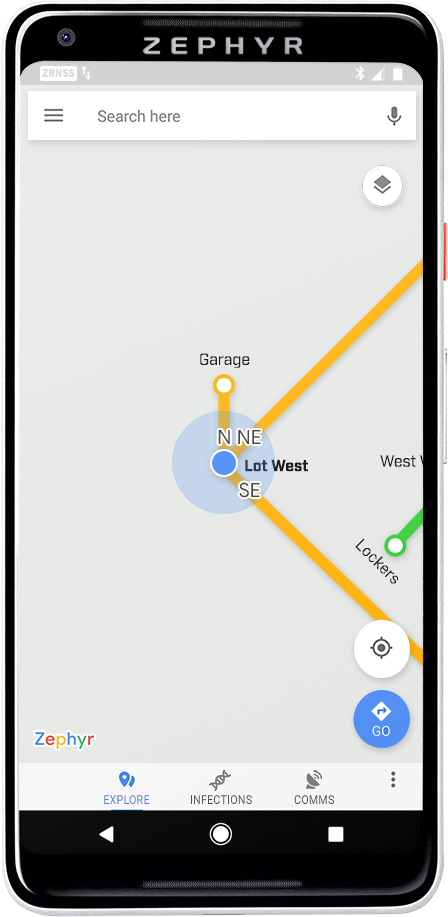 ZEPHYR
ZRNSS
Search here
Garage
N NE
Lot West
SE
West
Lockers
GO
Zephyr
EXPLORE
INFECTIONS
COMMS